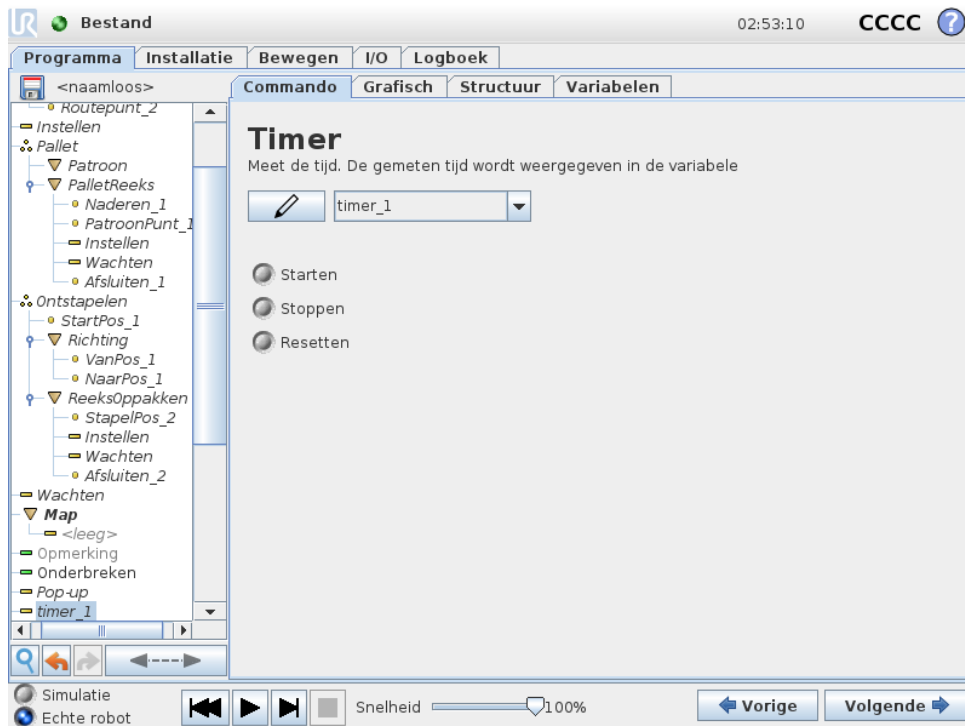 UR Bestand 02:53:10 CCCC ?
Programma Installatie Bewegen I/O Logboek
<naamloos>
Commando Grafisch Structuur Variabelen
Routepunt_2
Instellen
Pallet
Patroon
PalletReeks
Naderen_1
PatroonPunt_1
Instellen
Wachten
Afsluiten_1
Ontstapelen
StartPos_1
Richting
VanPos_1
NaarPos_1
ReeksOppakken
StapelPos_2
Instellen
Wachten
Afsluiten_2
Wachten
Map
<leeg>
Opmerking
Onderbreken
Pop-up
timer_1
Timer
Meet de tijd. De gemeten tijd wordt weergegeven in de variabele
timer_1
Starten
Stoppen
Resetten
Simulatie
Echte robot
Snelheid 100%
Vorige
Volgende